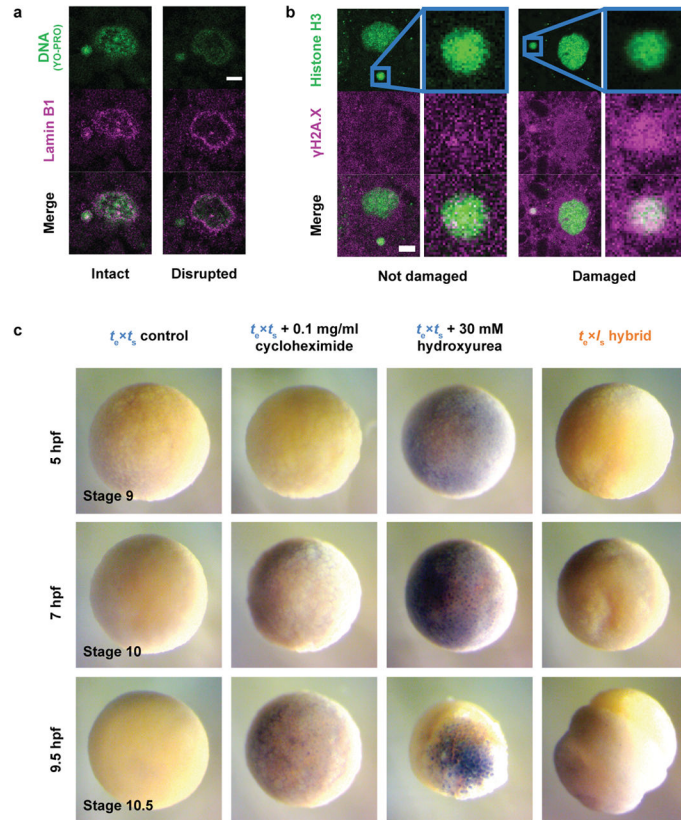 a
DNA
(YO-PRO)
Lamin B1
Merge
Intact
Disrupted
b
Histone H3
γH2A.X
Merge
Not damaged
Damaged
c
te×ts control
te×ts + 0.1 mg/ml
cycloheximide
te×ts + 30 mM
hydroxyurea
te×ls hybrid
5 hpf
Stage 9
7 hpf
Stage 10
9.5 hpf
Stage 10.5